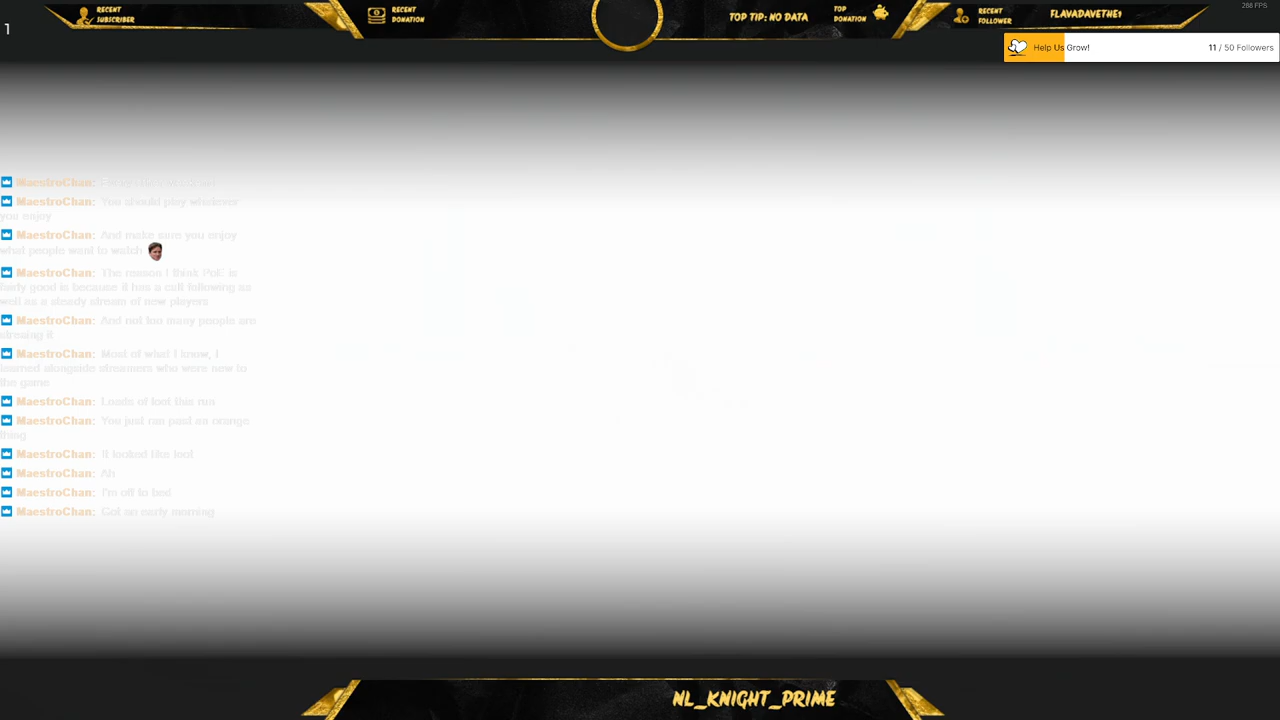 RECENT
SUBSCRIBER
RECENT
DONATION
TOP TIP: NO DATA
TOP
DONATION
RECENT
FOLLOWER
FLAVADAVETHE1
266 FPS
1
Help Us Grow!
11 / 50 Followers
MaestroChan:
MaestroChan: You should play whatever
you enjoy
MaestroChan: And make sure you enjoy
what people want to watch
MaestroChan: The reason I think PoE is
fairly good is because it has a cult following as
well as a steady stream of new players
MaestroChan: And not too many people are
streaming it
MaestroChan: Most of what I know, I
learned alongside streamers who were new to
the game
MaestroChan: Loads of loot this run
MaestroChan: You just ran past an orange
thing
MaestroChan: It looked like loot
MaestroChan: Ah
MaestroChan: I'm off to bed
MaestroChan: Got an early morning
NL_KNIGHT_PRIME